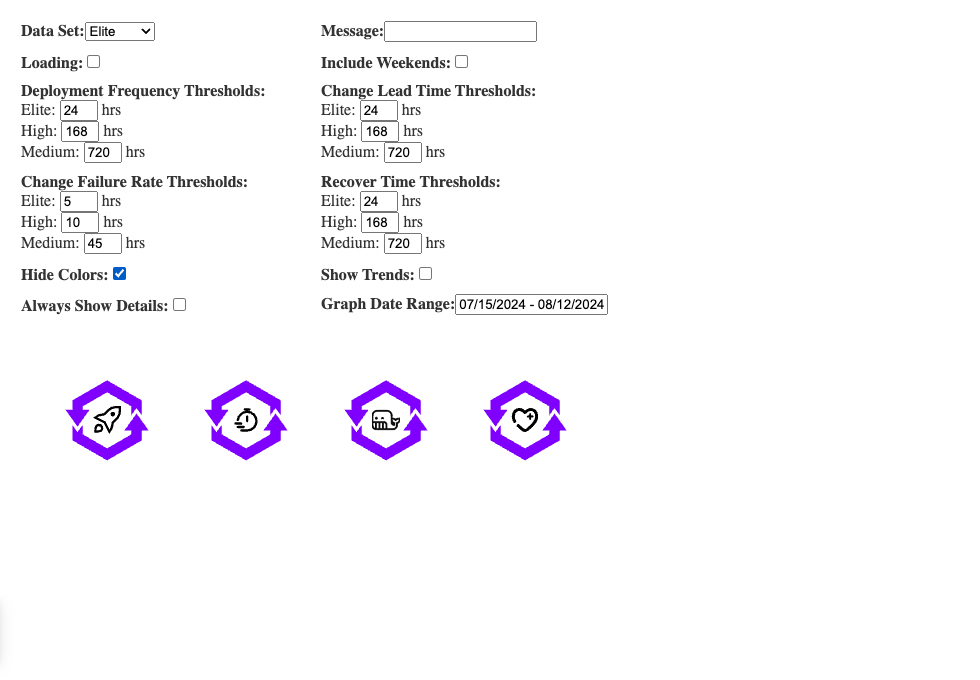 Data Set: Elite
Message:
Loading:
Include Weekends:
Deployment Frequency Thresholds:
Elite: 24 hrs
High: 168 hrs
Medium: 720 hrs
Change Lead Time Thresholds:
Elite: 24 hrs
High: 168 hrs
Medium: 720 hrs
Change Failure Rate Thresholds:
Elite: 5 hrs
High: 10 hrs
Medium: 45 hrs
Recover Time Thresholds:
Elite: 24 hrs
High: 168 hrs
Medium: 720 hrs
Hide Colors:
Show Trends:
Always Show Details:
Graph Date Range: 07/15/2024 - 08/12/2024